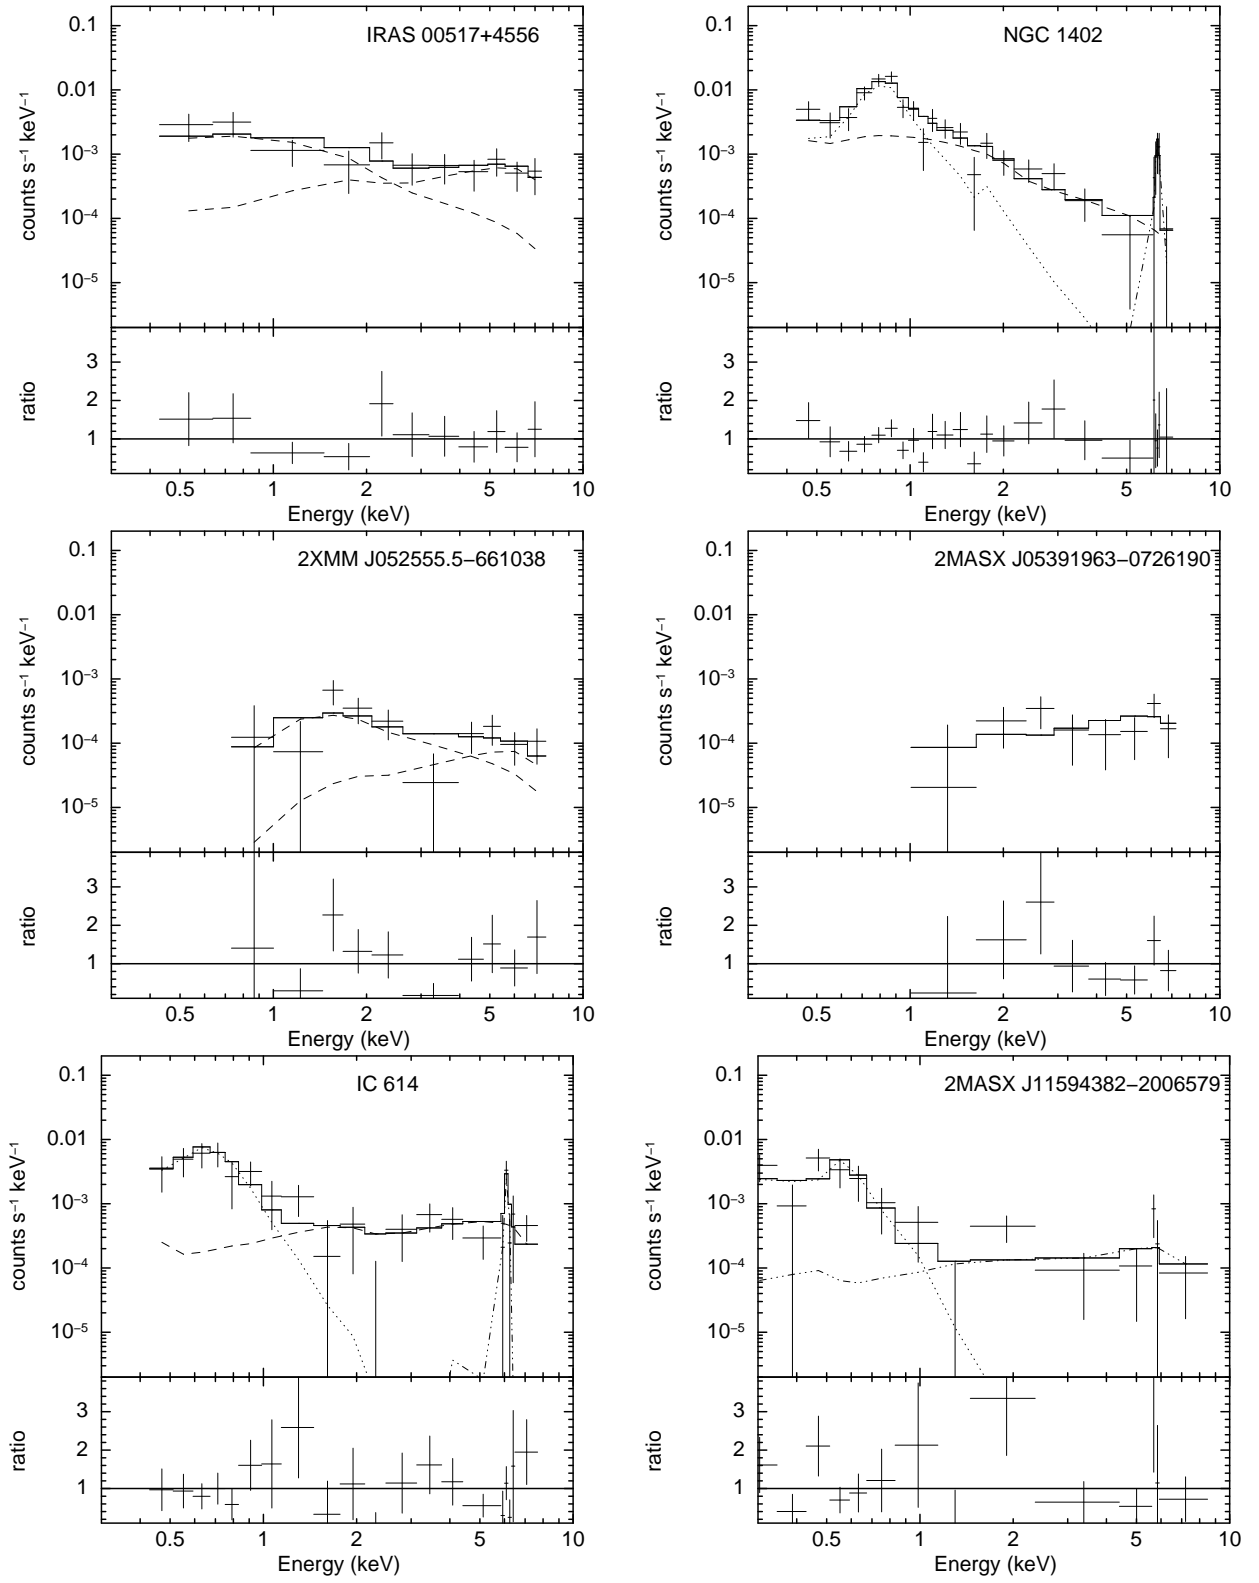 IRAS 00517+4556
0.1
0.01
10⁻³
10⁻⁴
10⁻⁵
counts s⁻¹ keV⁻¹
3
2
1
ratio
0.5 1 2 5 10
Energy (keV)
NGC 1402
0.1
0.01
10⁻³
10⁻⁴
10⁻⁵
counts s⁻¹ keV⁻¹
3
2
1
ratio
0.5 1 2 5 10
Energy (keV)
2XMM J052555.5−661038
0.1
0.01
10⁻³
10⁻⁴
10⁻⁵
counts s⁻¹ keV⁻¹
3
2
1
ratio
0.5 1 2 5 10
Energy (keV)
2MASX J05391963−0726190
0.1
0.01
10⁻³
10⁻⁴
10⁻⁵
counts s⁻¹ keV⁻¹
3
2
1
ratio
0.5 1 2 5 10
Energy (keV)
IC 614
0.1
0.01
10⁻³
10⁻⁴
10⁻⁵
counts s⁻¹ keV⁻¹
3
2
1
ratio
0.5 1 2 5 10
Energy (keV)
2MASX J11594382−2006579
0.1
0.01
10⁻³
10⁻⁴
10⁻⁵
counts s⁻¹ keV⁻¹
3
2
1
ratio
0.5 1 2 5 10
Energy (keV)